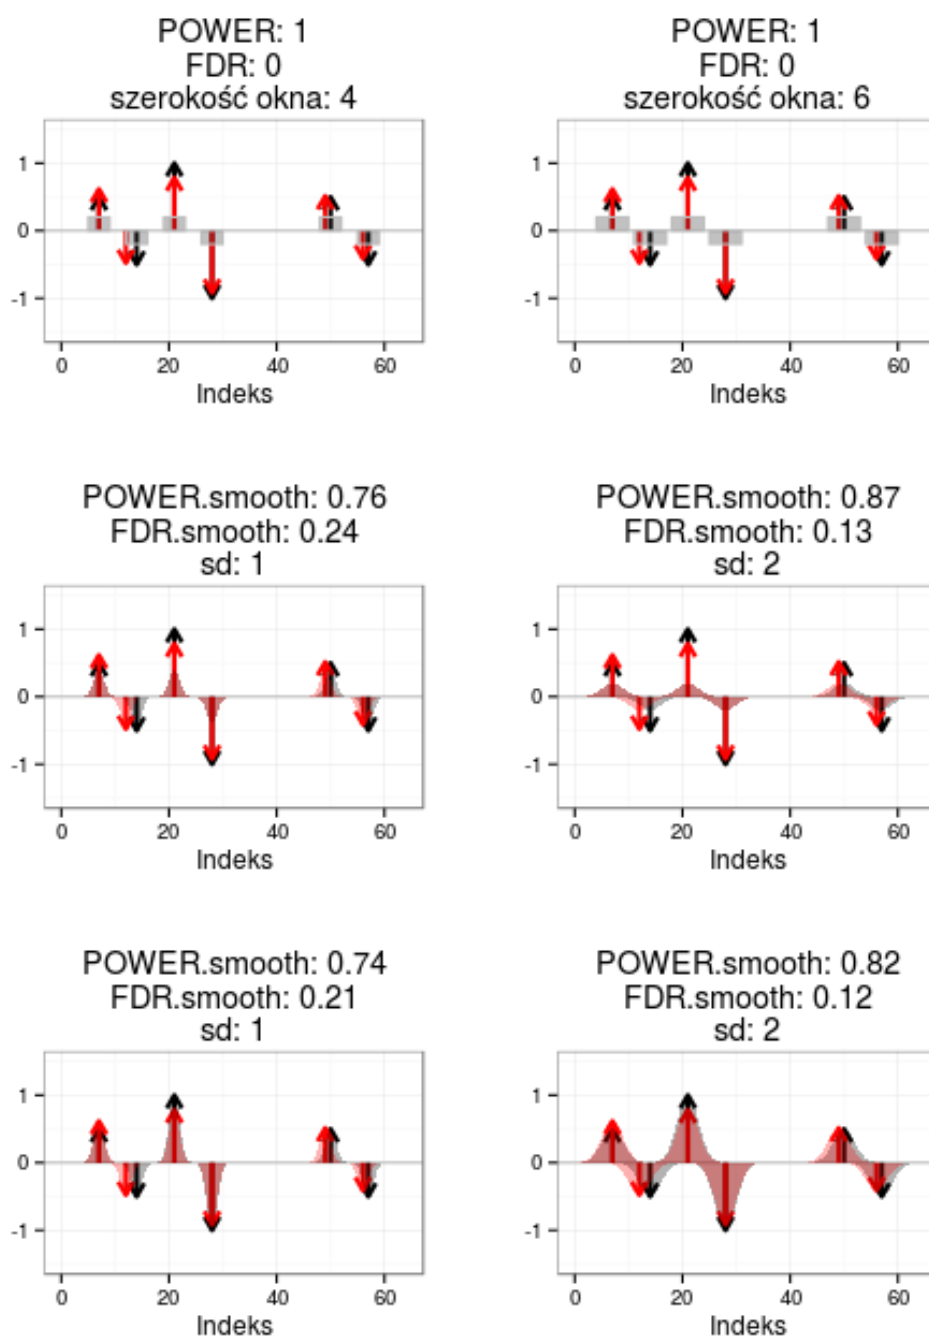 POWER: 1
FDR: 0
szerokość okna: 4
1
0
-1
0 20 40 60
Indeks
POWER: 1
FDR: 0
szerokość okna: 6
1
0
-1
0 20 40 60
Indeks
POWER.smooth: 0.76
FDR.smooth: 0.24
sd: 1
1
0
-1
0 20 40 60
Indeks
POWER.smooth: 0.87
FDR.smooth: 0.13
sd: 2
1
0
-1
0 20 40 60
Indeks
POWER.smooth: 0.74
FDR.smooth: 0.21
sd: 1
1
0
-1
0 20 40 60
Indeks
POWER.smooth: 0.82
FDR.smooth: 0.12
sd: 2
1
0
-1
0 20 40 60
Indeks